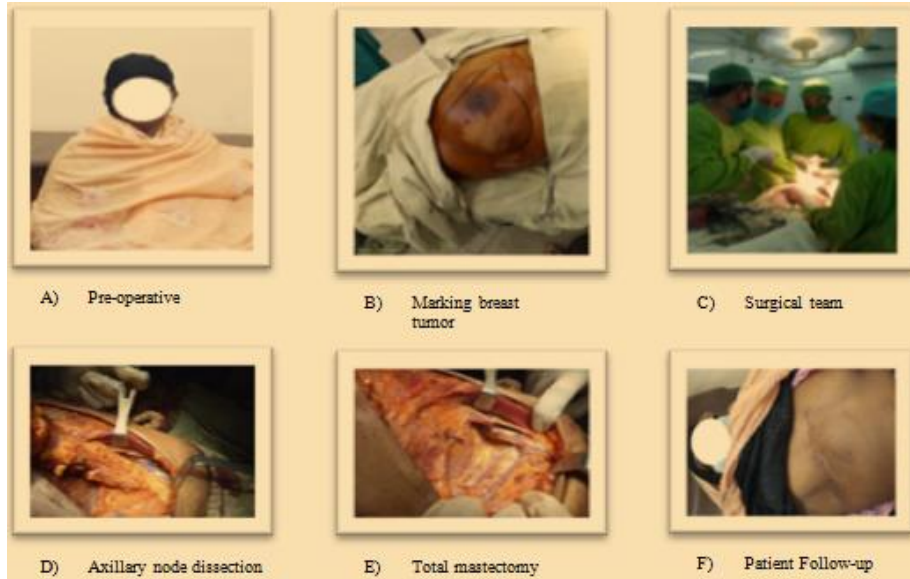 A) Pre-operative
B) Marking breast
tumor
C) Surgical team
D) Axillary node dissection
E) Total mastectomy
F) Patient Follow-up